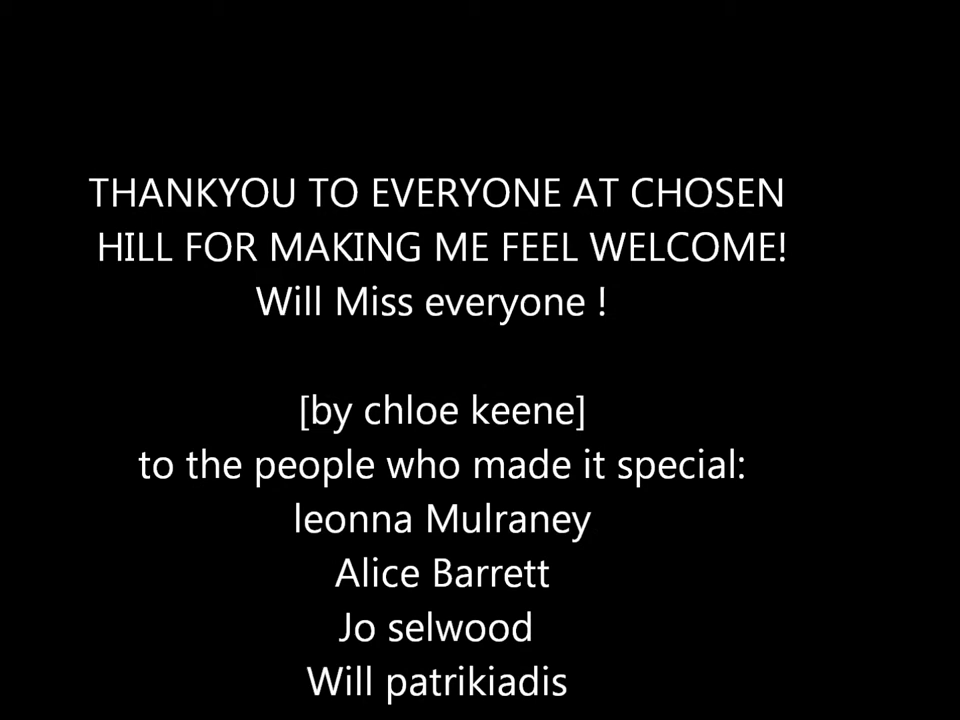 THANKYOU TO EVERYONE AT CHOSEN
HILL FOR MAKING ME FEEL WELCOME!
Will Miss everyone !
[by chloe keene]
to the people who made it special:
leonna Mulraney
Alice Barrett
Jo selwood
Will patrikiadis